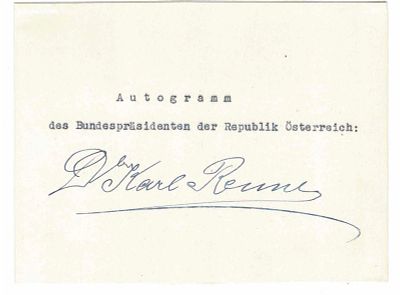 Autogramm
des Bundespräsidenten der Republik Österreich:
Dr Karl Renner